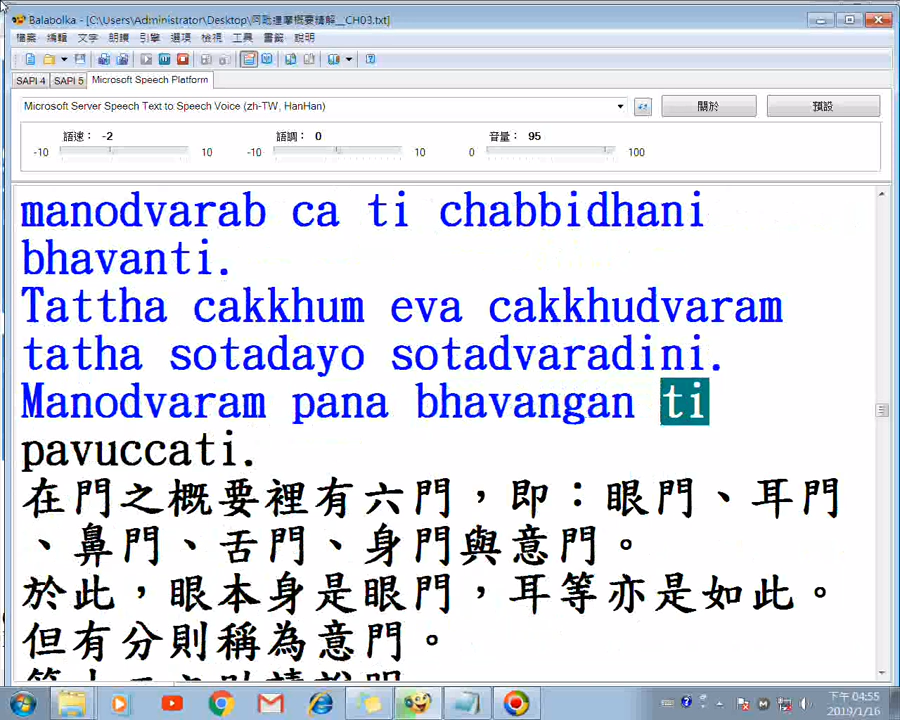 Balabolka - [C:\Users\Administrator\Desktop\阿毗達摩概要精解__CH03.txt]
檔案 編輯 文字 朗讀 引擎 選項 檢視 工具 書籤 說明
SAPI 4 SAPI 5 Microsoft Speech Platform
Microsoft Server Speech Text to Speech Voice (zh-TW, HanHan) 關於 預設
語速： -2 語調： 0 音量： 95
-10 10 -10 10 0 100
manodvarab ca ti chabbidhani
bhavanti.
Tattha cakkhum eva cakkhudvaram
tatha sotadayo sotadvaradini.
Manodvaram pana bhavangan ti
pavuccati.
在門之概要裡有六門，即：眼門、耳門
、鼻門、舌門、身門與意門。
於此，眼本身是眼門，耳等亦是如此。
但有分則稱為意門。
下午 04:55
2019/1/16